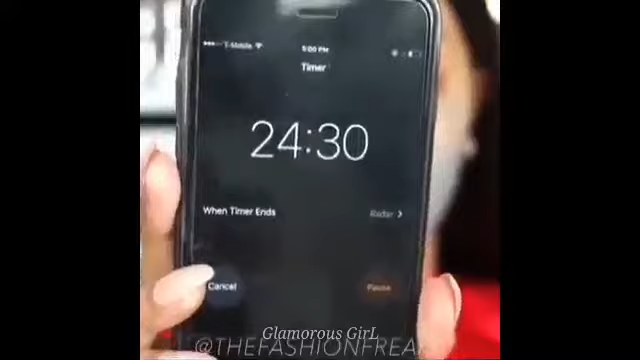 T-Mobile 5:00 PM
Timer
24:30
When Timer Ends Radar
Cancel Pause
Glamorous GirL
@THEFASHIONFREA